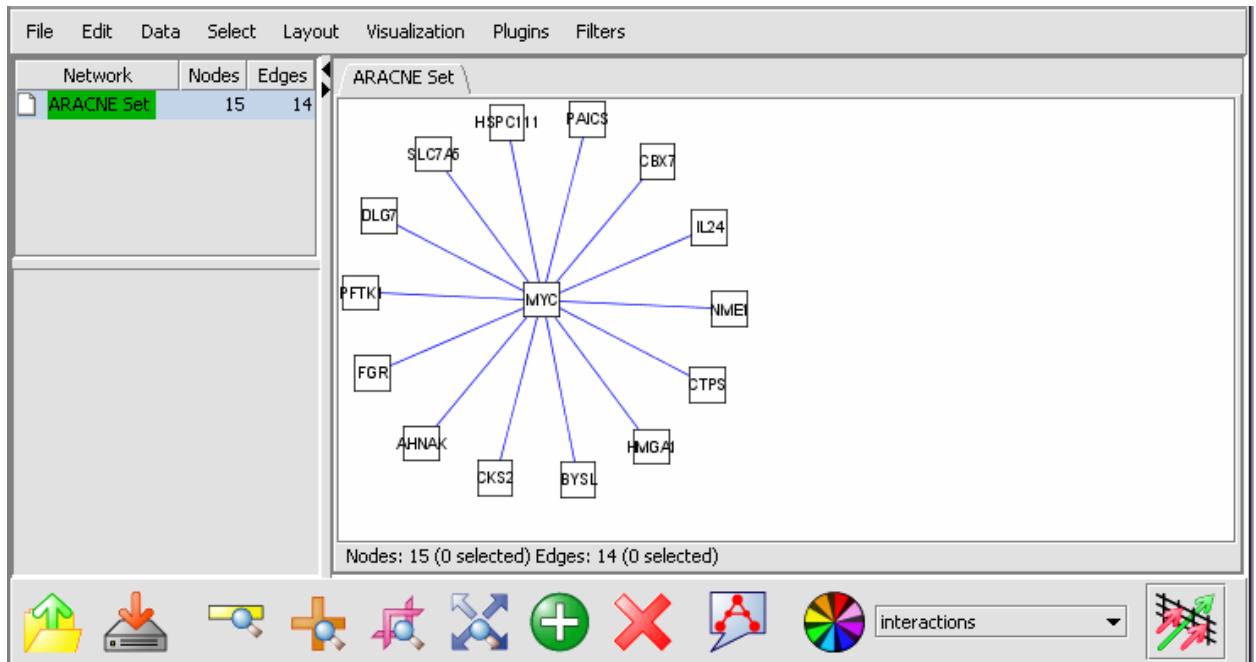 File Edit Data Select Layout Visualization Plugins Filters
Network Nodes Edges
ARACNE Set 15 14
ARACNE Set
HSPC111
PAICS
SLC7A5
CBX7
DLG7
IL24
PFTK1
MYC
NME1
FGR
CTPS
AHNAK
HMGA1
CKS2
BYSL
Nodes: 15 (0 selected) Edges: 14 (0 selected)
interactions